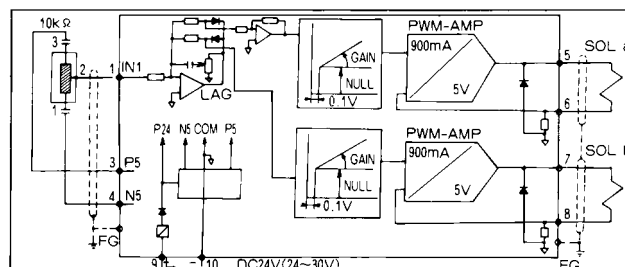 10kΩ
3
2
1
1 IN1
LAG
3 P5
4 N5
FG
P24 N5 COM P5
9 10 DC24V(24~30V)
GAIN
NULL
0.1V
PWM-AMP
900mA
5V
5
SOL a
6
GAIN
NULL
0.1V
PWM-AMP
900mA
5V
7
SOL
8
FG